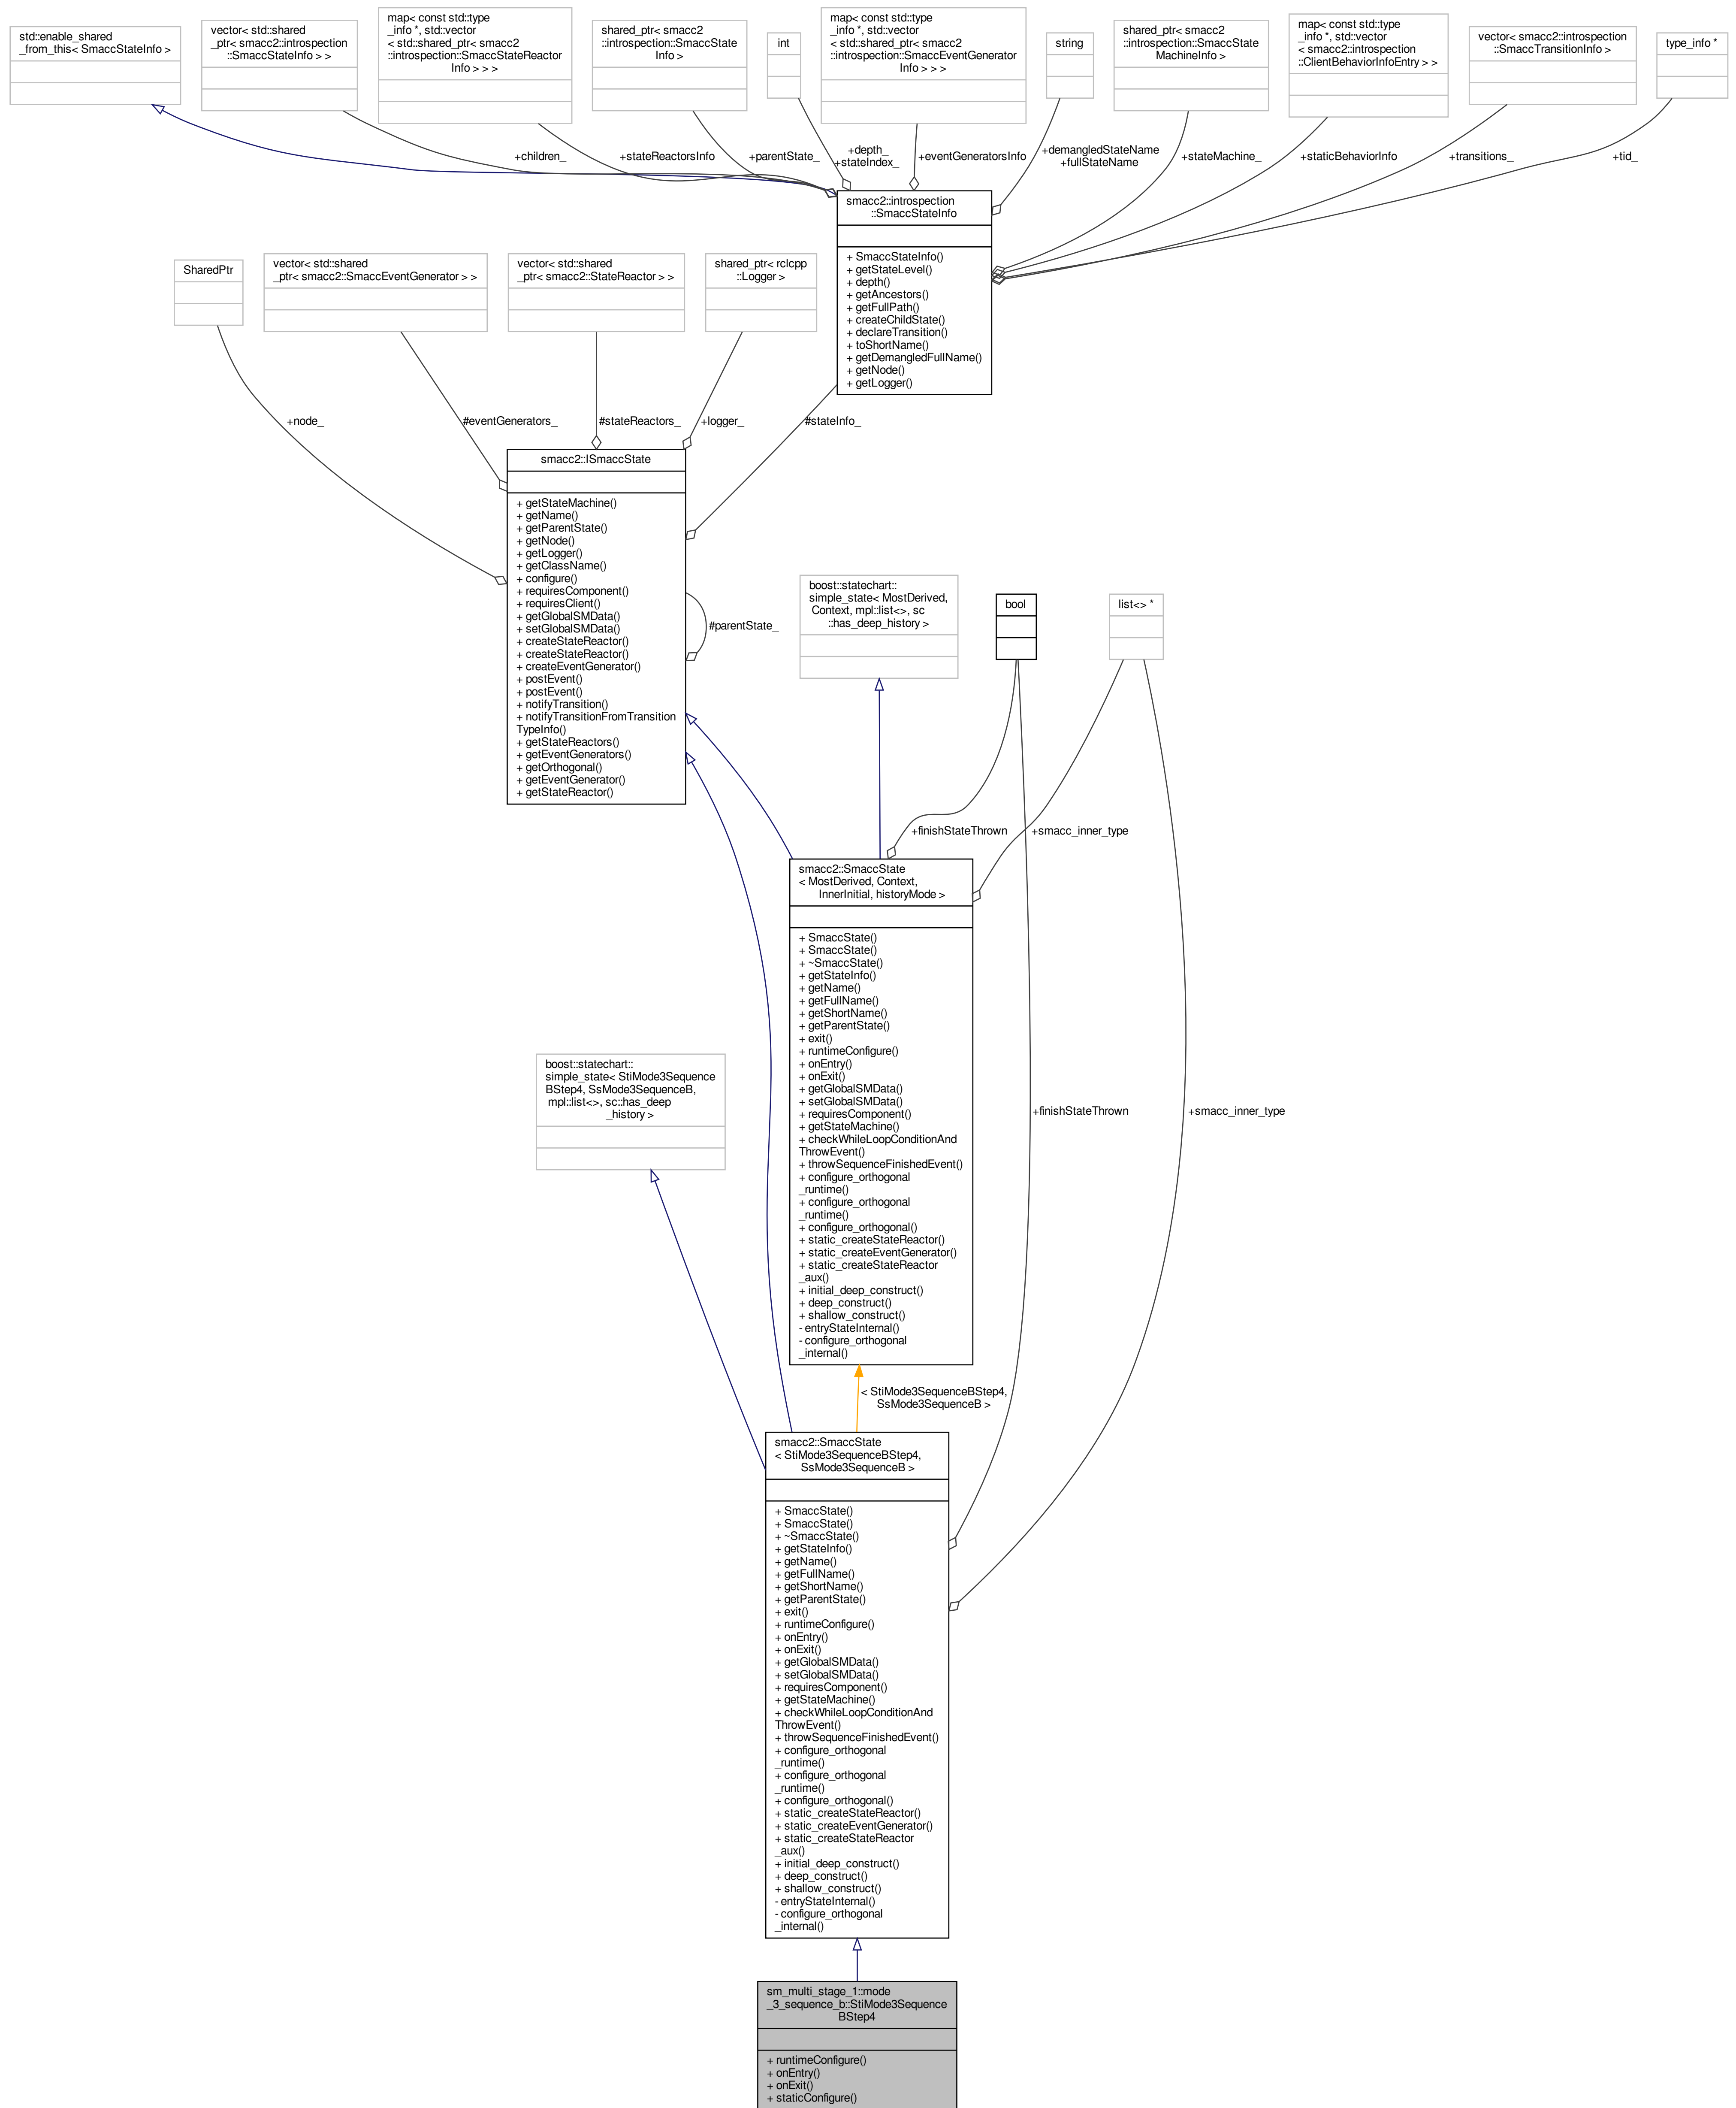 std::enable_shared
_from_this< SmaccStateInfo >
vector< std::shared
_ptr< smacc2::introspection
::SmaccStateInfo > >
map< const std::type
_info *, std::vector
< std::shared_ptr< smacc2
::introspection::SmaccStateReactor
Info > > >
shared_ptr< smacc2
::introspection::SmaccState
Info >
int
map< const std::type
_info *, std::vector
< std::shared_ptr< smacc2
::introspection::SmaccEventGenerator
Info > > >
string
shared_ptr< smacc2
::introspection::SmaccState
MachineInfo >
map< const std::type
_info *, std::vector
< smacc2::introspection
::ClientBehaviorInfoEntry > >
vector< smacc2::introspection
::SmaccTransitionInfo >
type_info *
+children_
+stateReactorsInfo
+parentState_
+depth_
+stateIndex_
+eventGeneratorsInfo
+demangledStateName
+fullStateName
+stateMachine_
+staticBehaviorInfo
+transitions_
+tid_
smacc2::introspection
::SmaccStateInfo
+ SmaccStateInfo()
+ getStateLevel()
+ depth()
+ getAncestors()
+ getFullPath()
+ createChildState()
+ declareTransition()
+ toShortName()
+ getDemangledFullName()
+ getNode()
+ getLogger()
SharedPtr
vector< std::shared
_ptr< smacc2::SmaccEventGenerator > >
vector< std::shared
_ptr< smacc2::StateReactor > >
shared_ptr< rclcpp
::Logger >
+node_
#eventGenerators_
#stateReactors_
+logger_
#stateInfo_
smacc2::ISmaccState
+ getStateMachine()
+ getName()
+ getParentState()
+ getNode()
+ getLogger()
+ getClassName()
+ configure()
+ requiresComponent()
+ requiresClient()
+ getGlobalSMData()
+ setGlobalSMData()
+ createStateReactor()
+ createStateReactor()
+ createEventGenerator()
+ postEvent()
+ postEvent()
+ notifyTransition()
+ notifyTransitionFromTransition
TypeInfo()
+ getStateReactors()
+ getEventGenerators()
+ getOrthogonal()
+ getEventGenerator()
+ getStateReactor()
#parentState_
boost::statechart::
simple_state< MostDerived,
Context, mpl::list<>, sc
::has_deep_history >
bool
list<> *
+finishStateThrown
+smacc_inner_type
smacc2::SmaccState
< MostDerived, Context,
InnerInitial, historyMode >
+ SmaccState()
+ SmaccState()
+ ~SmaccState()
+ getStateInfo()
+ getName()
+ getFullName()
+ getShortName()
+ getParentState()
+ exit()
+ runtimeConfigure()
+ onEntry()
+ onExit()
+ getGlobalSMData()
+ setGlobalSMData()
+ requiresComponent()
+ getStateMachine()
+ checkWhileLoopConditionAnd
ThrowEvent()
+ throwSequenceFinishedEvent()
+ configure_orthogonal
_runtime()
+ configure_orthogonal
_runtime()
+ configure_orthogonal()
+ static_createStateReactor()
+ static_createEventGenerator()
+ static_createStateReactor
_aux()
+ initial_deep_construct()
+ deep_construct()
+ shallow_construct()
- entryStateInternal()
- configure_orthogonal
_internal()
boost::statechart::
simple_state< StiMode3Sequence
BStep4, SsMode3SequenceB,
mpl::list<>, sc::has_deep
_history >
+finishStateThrown
+smacc_inner_type
< StiMode3SequenceBStep4,
SsMode3SequenceB >
smacc2::SmaccState
< StiMode3SequenceBStep4,
SsMode3SequenceB >
+ SmaccState()
+ SmaccState()
+ ~SmaccState()
+ getStateInfo()
+ getName()
+ getFullName()
+ getShortName()
+ getParentState()
+ exit()
+ runtimeConfigure()
+ onEntry()
+ onExit()
+ getGlobalSMData()
+ setGlobalSMData()
+ requiresComponent()
+ getStateMachine()
+ checkWhileLoopConditionAnd
ThrowEvent()
+ throwSequenceFinishedEvent()
+ configure_orthogonal
_runtime()
+ configure_orthogonal
_runtime()
+ configure_orthogonal()
+ static_createStateReactor()
+ static_createEventGenerator()
+ static_createStateReactor
_aux()
+ initial_deep_construct()
+ deep_construct()
+ shallow_construct()
- entryStateInternal()
- configure_orthogonal
_internal()
sm_multi_stage_1::mode
_3_sequence_b::StiMode3Sequence
BStep4
+ runtimeConfigure()
+ onEntry()
+ onExit()
+ staticConfigure()